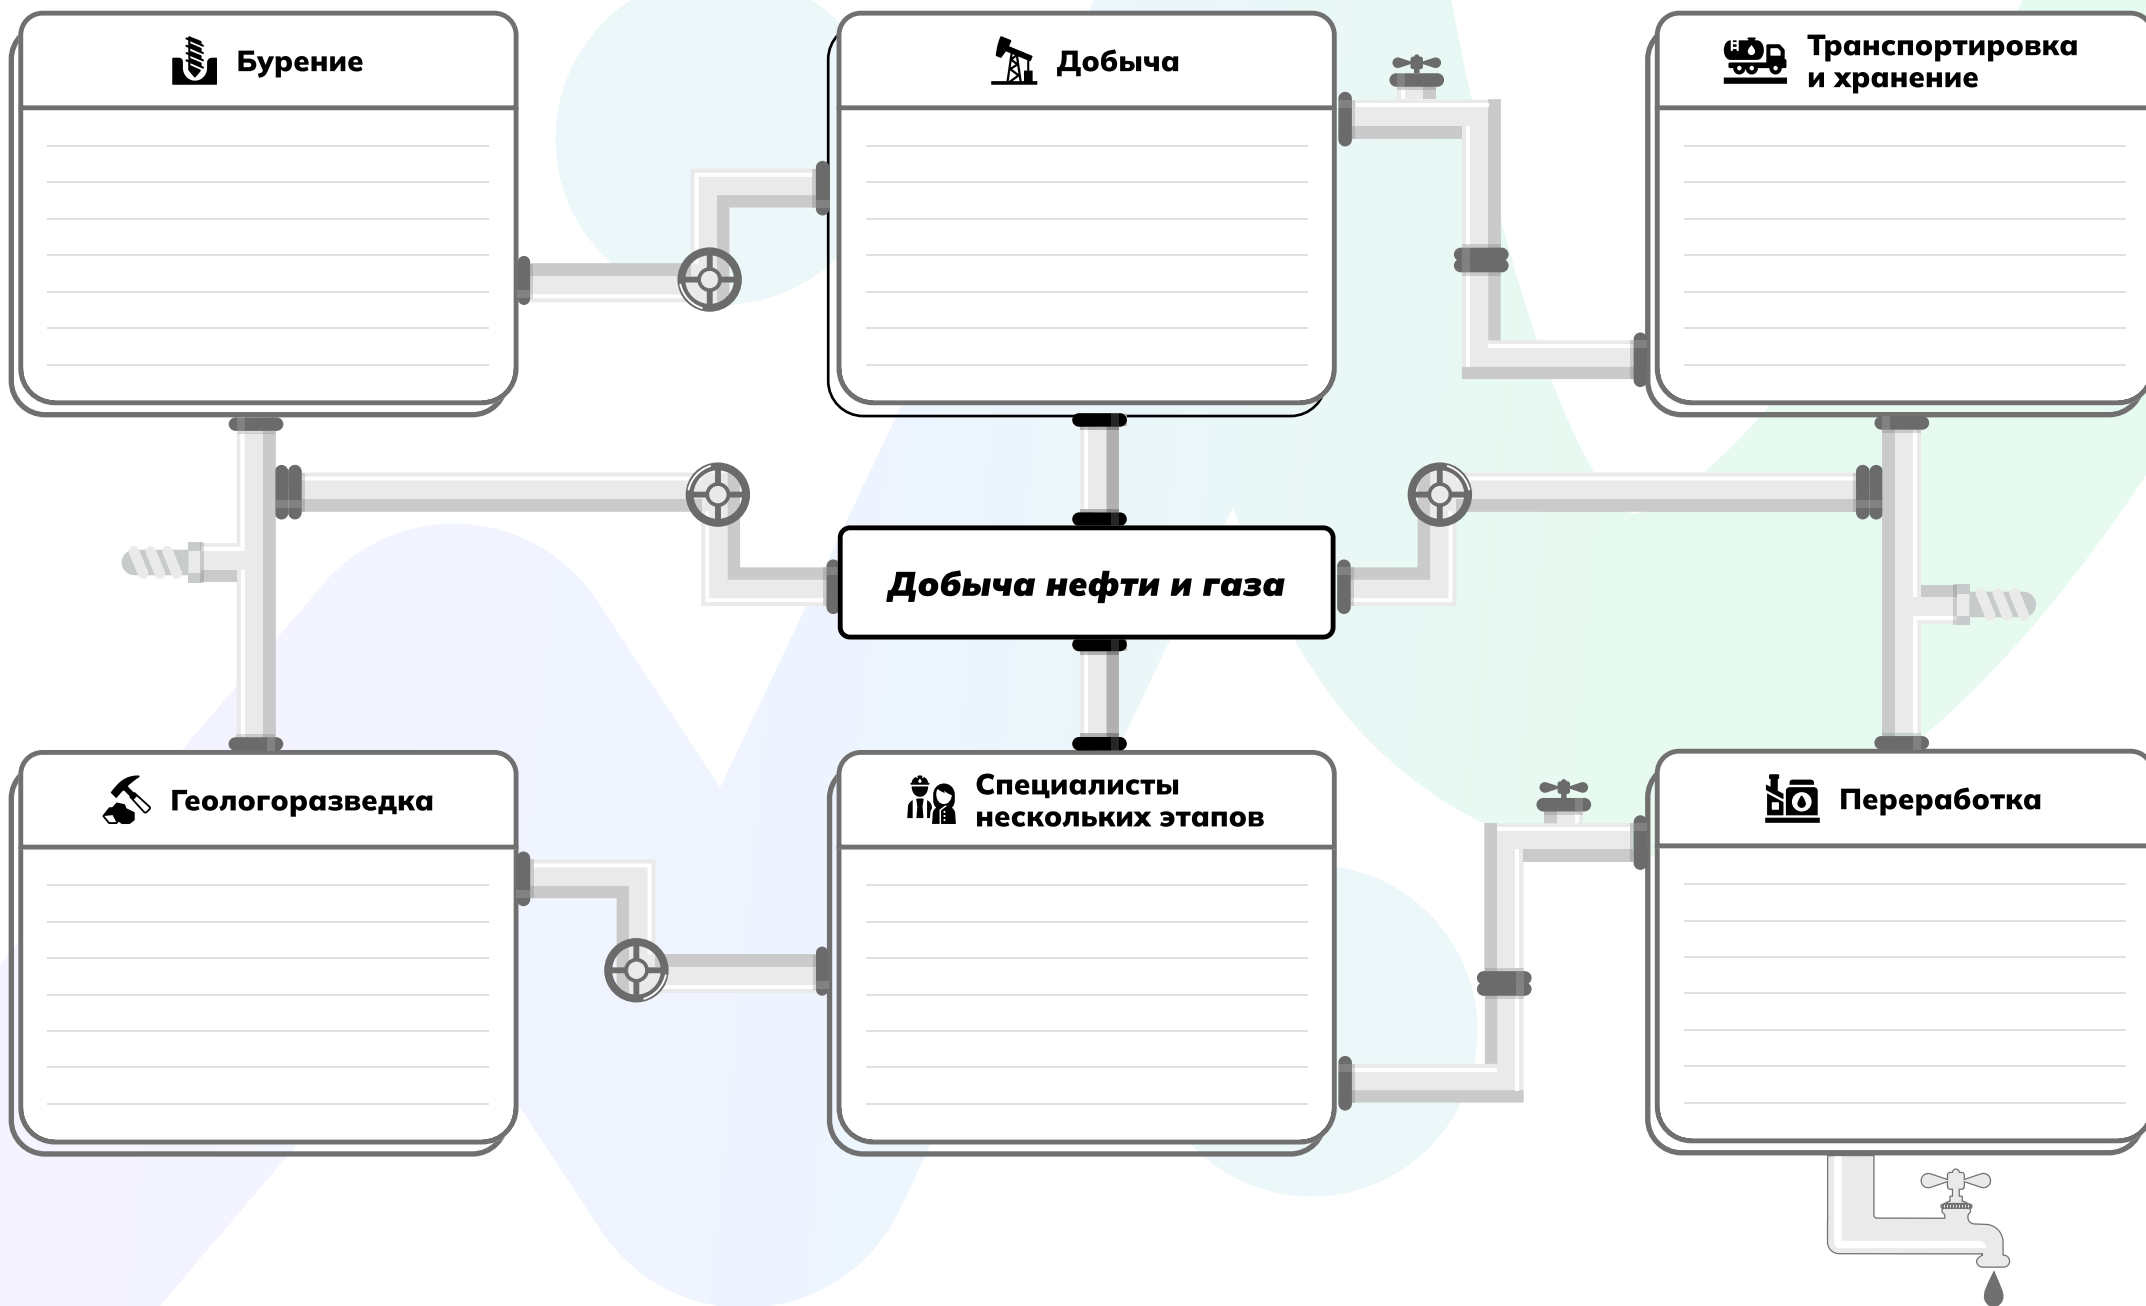 Бурение
Добыча
Транспортировка
и хранение
Добыча нефти и газа
Геологоразведка
Специалисты
нескольких этапов
Переработка